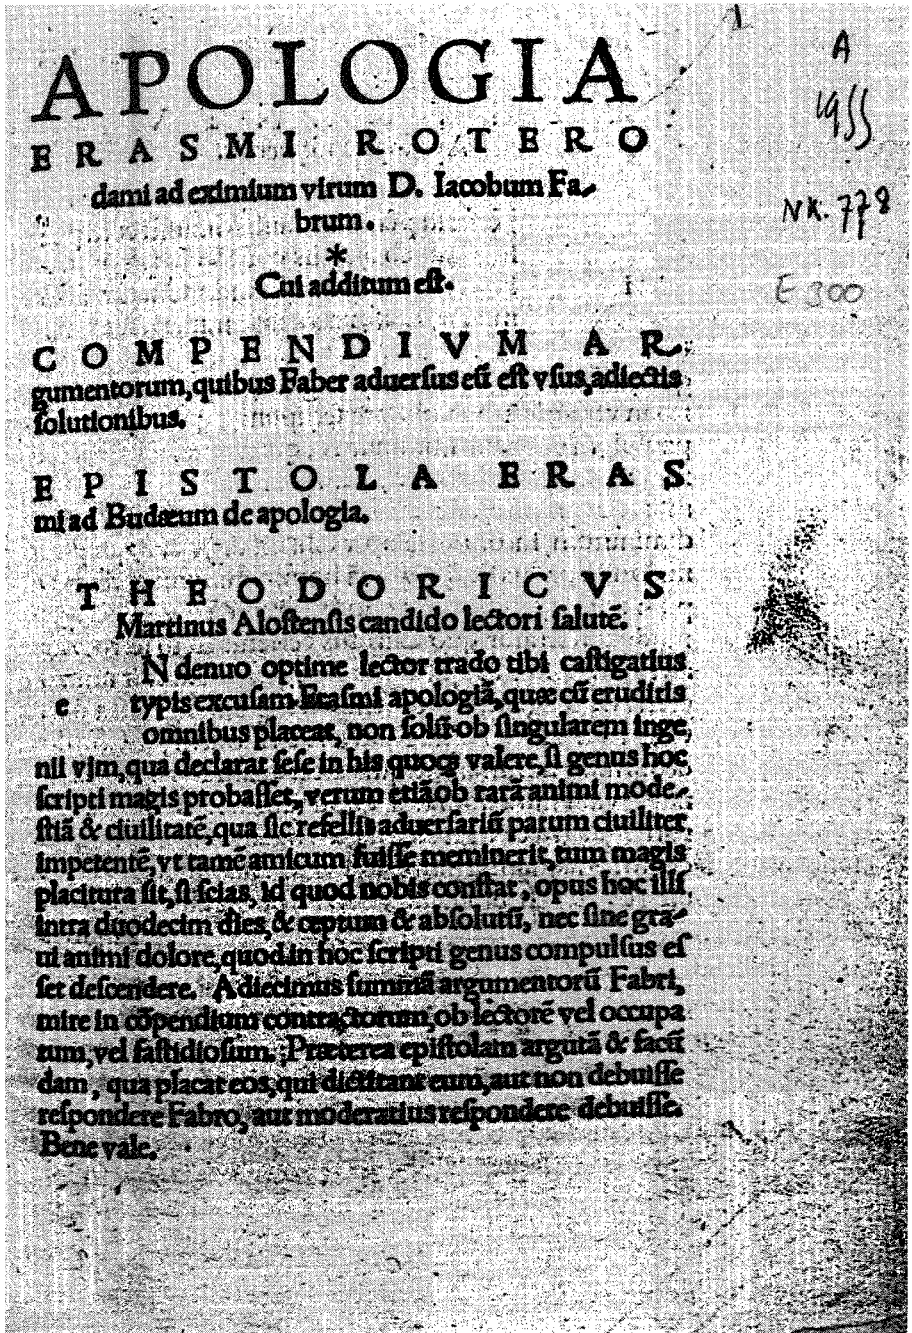 APOLOGIA
ERASMI ROTERO
dami ad eximium virum D. Iacobum Fa-
brum.
*
Cui additum est.
COMPENDIVM AR
gumentorum, quibus Faber aduersus eũ est vsus, adiectis
solutionibus.
EPISTOLA ERAS
mi ad Budæum de apologia.
THEODORICVS
Martinus Alostensis candido lectori salutẽ.
eN denuo optime lector trado tibi castigatius
typis excusam Erasmi apologiã, quæ cũ eruditis
omnibus placeat, non solũ ob singularem inge,
nii vim, qua declarat sese in his quoqꝫ valere, si genus hoc
scripti magis probasset, verum etiã ob rarã animi mode-
stiã & ciuilitatẽ, qua sic refellit aduersariũ parum ciuiliter
impetentẽ, vt tamẽ amicum fuisse meminerit, tum magis
placitura sit, si scias, id quod nobis constat, opus hoc illi
intra duodecim dies, & cœptum & absolutũ, nec sine gra-
ui animi dolore, quod in hoc scripti genus compulsus es
set descendere. Adiecimus summã argumentorũ Fabri,
mire in cõpendium contractorum, ob lectorẽ vel occupa
tum, vel fastidiosum. Præterea epistolam argutã & facũ
dam, qua placat eos, qui dictitant eum, aut non debuisse
respondere Fabro, aut moderatius respondere debuisse.
Bene vale.
1
A
1955
NK. 778
E 300